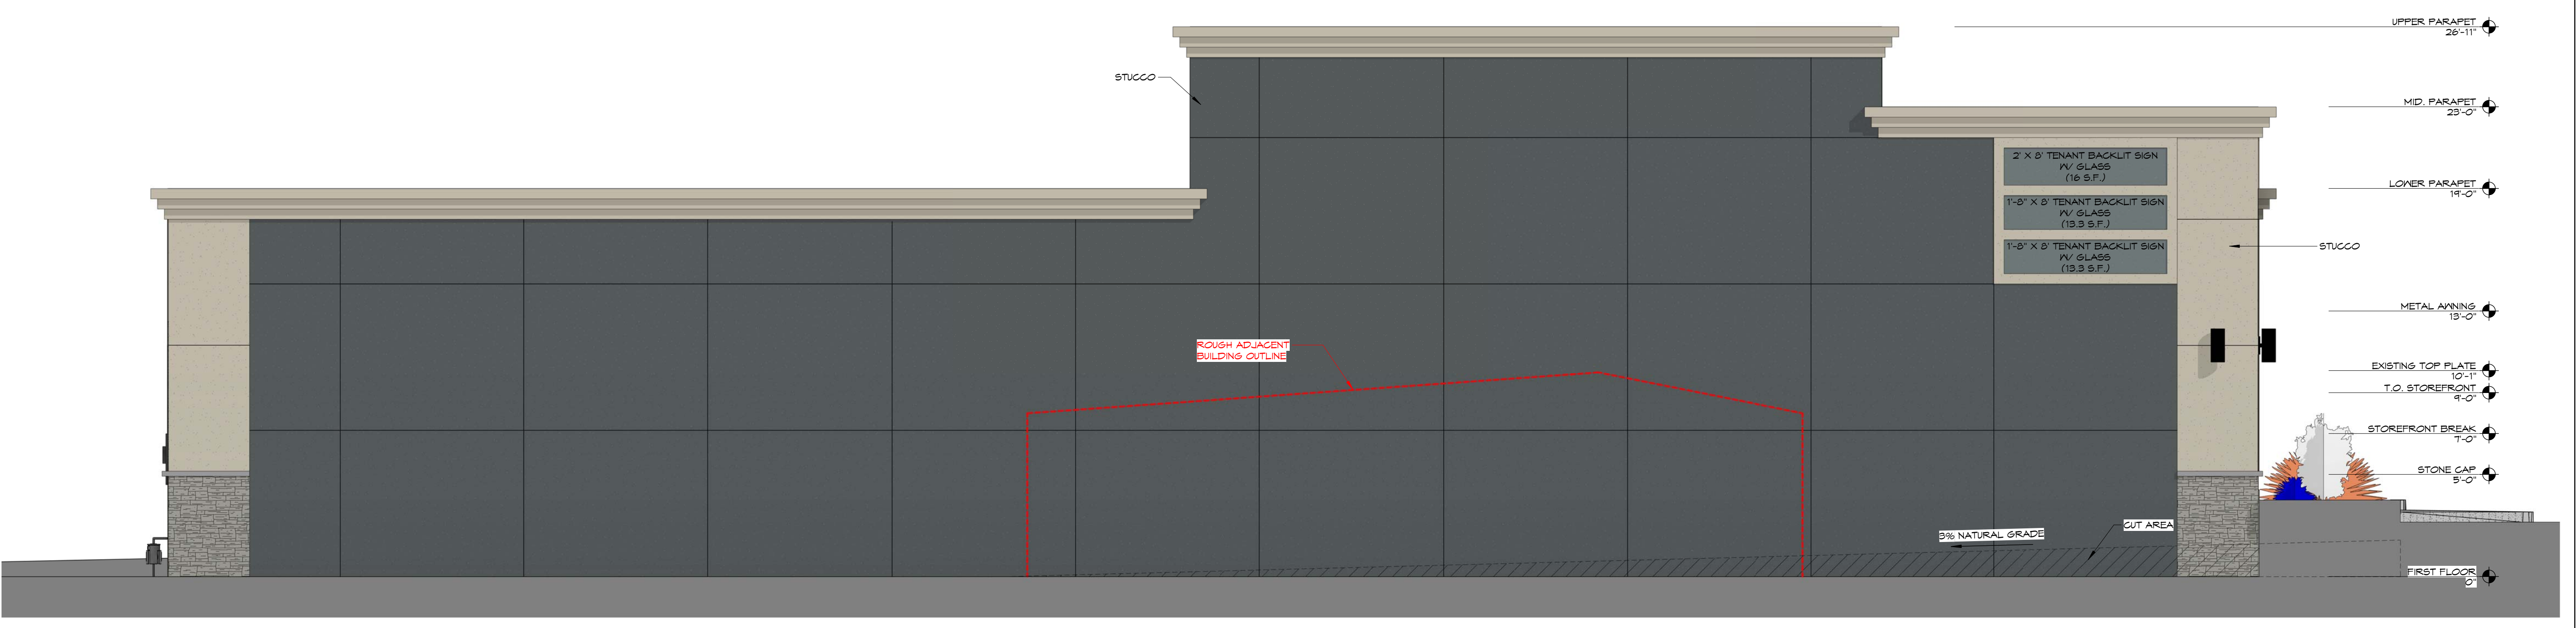 UPPER PARAPET
26'-11"
STUCCO
MID. PARAPET
23'-0"
2' X 8' TENANT BACKLIT SIGN
W/ GLASS
(16 S.F.)
LOWER PARAPET
19'-0"
1'-8" X 8' TENANT BACKLIT SIGN
W/ GLASS
(13.3 S.F.)
1'-8" X 8' TENANT BACKLIT SIGN
W/ GLASS
(13.3 S.F.)
STUCCO
METAL AWNING
13'-0"
ROUGH ADJACENT
BUILDING OUTLINE
EXISTING TOP PLATE
10'-1"
T.O. STOREFRONT
9'-0"
STOREFRONT BREAK
7'-0"
STONE CAP
5'-0"
CUT AREA
3% NATURAL GRADE
FIRST FLOOR
0"